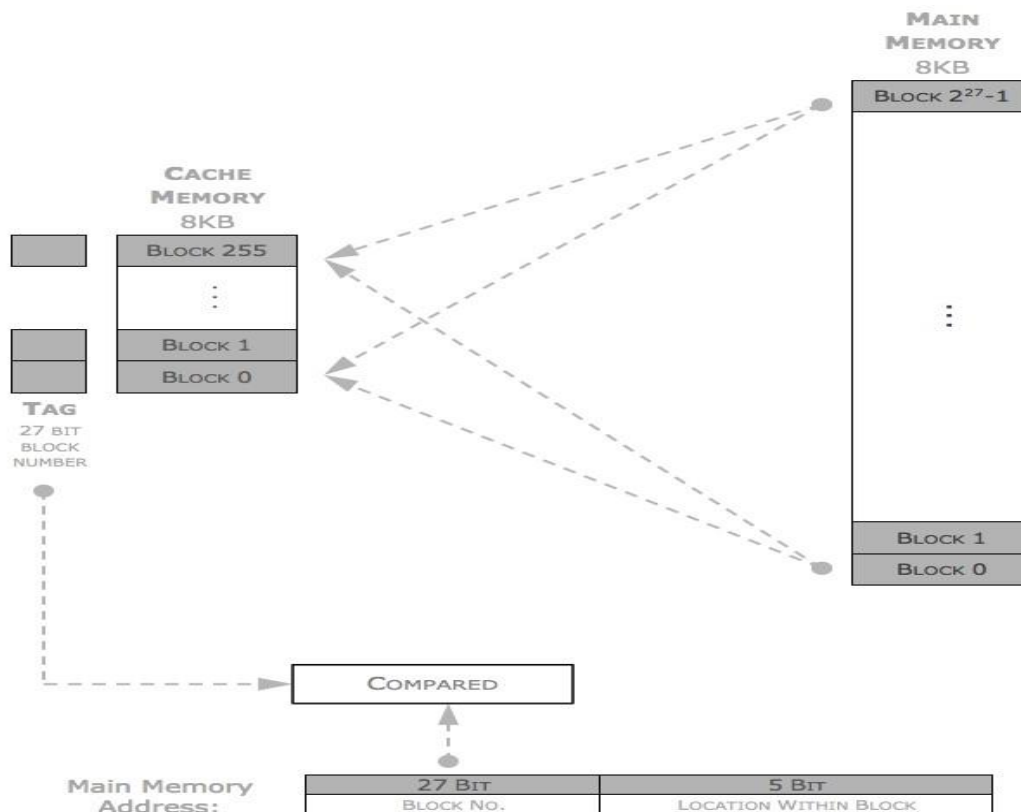 MAIN
MEMORY
8KB
BLOCK 2²⁷-1
CACHE
MEMORY
8KB
BLOCK 255
⋮
⋮
BLOCK 1
BLOCK 0
TAG
27 BIT
BLOCK
NUMBER
BLOCK 1
BLOCK 0
COMPARED
Main Memory
Address:
27 BIT
5 BIT
BLOCK NO.
LOCATION WITHIN BLOCK